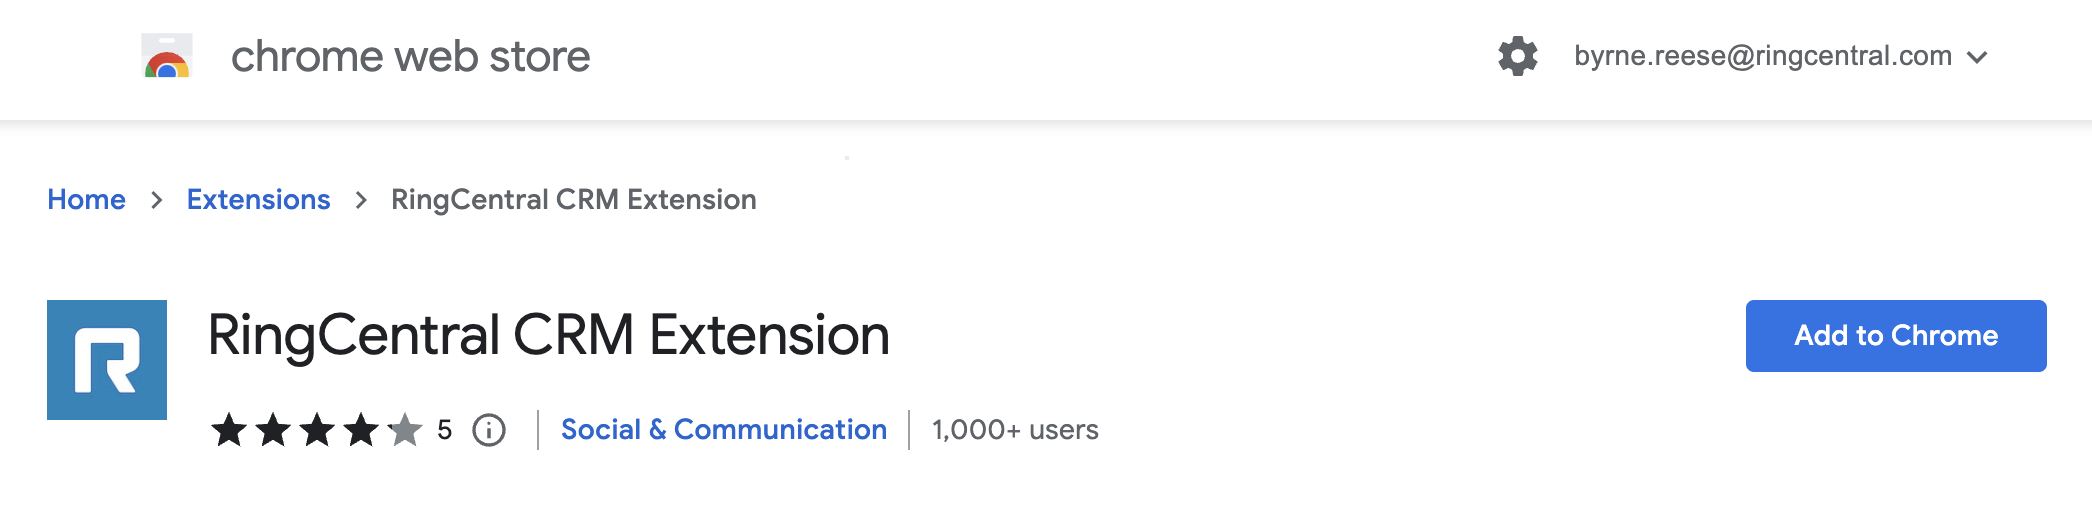 chrome web store
byrne.reese@ringcentral.com
Home > Extensions > RingCentral CRM Extension
R
RingCentral CRM Extension
Add to Chrome
5 i Social & Communication 1,000+ users